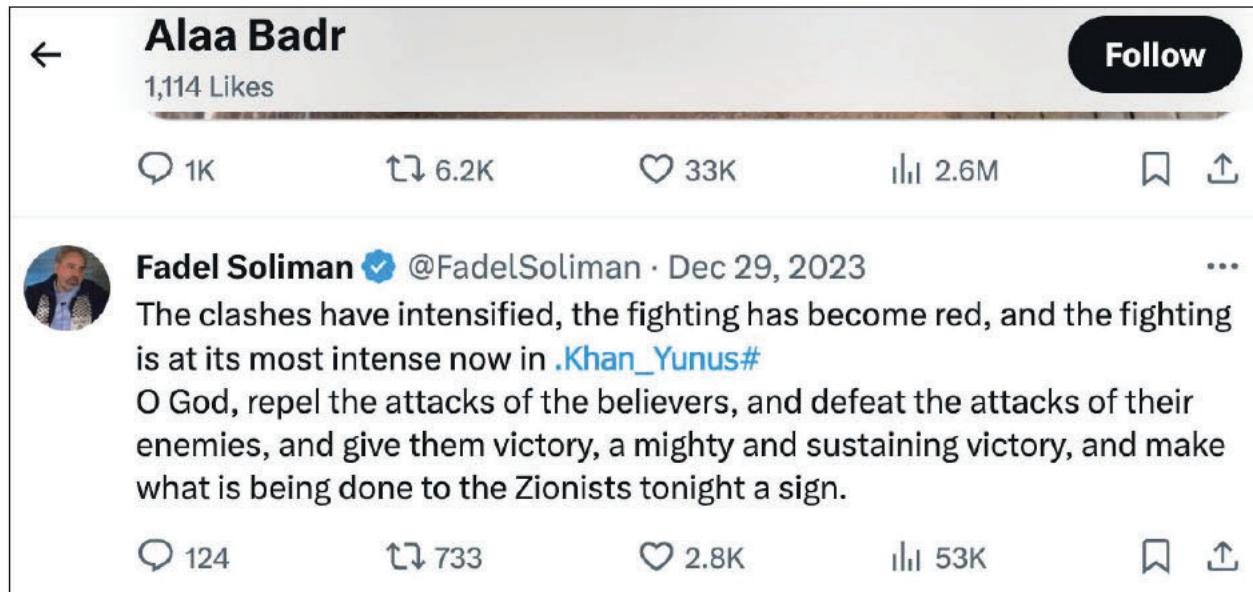 Alaa Badr
1,114 Likes
Follow
1K 6.2K 33K 2.6M
Fadel Soliman @FadelSoliman · Dec 29, 2023
The clashes have intensified, the fighting has become red, and the fighting
is at its most intense now in .Khan_Yunus#
O God, repel the attacks of the believers, and defeat the attacks of their
enemies, and give them victory, a mighty and sustaining victory, and make
what is being done to the Zionists tonight a sign.
124 733 2.8K 53K